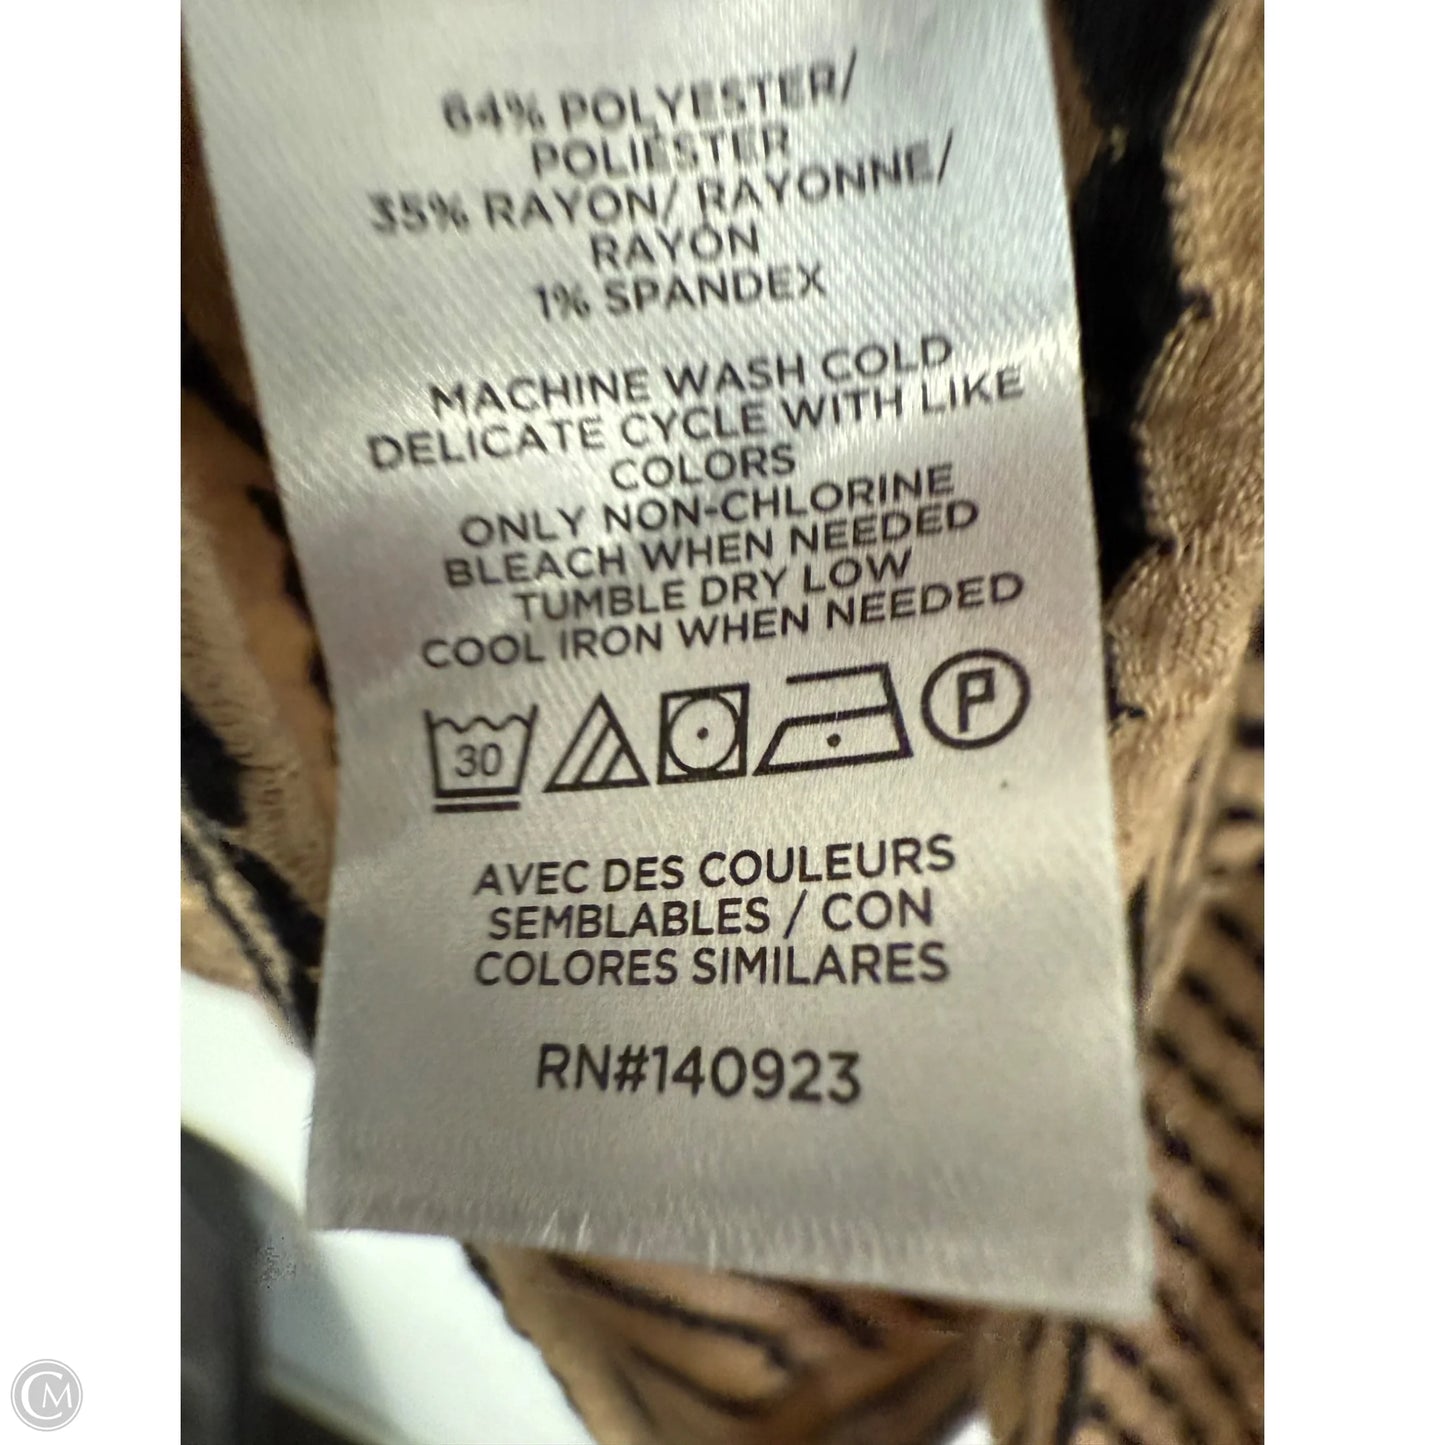 64% POLYESTER/
POLIÉSTER
35% RAYON/ RAYONNE/
RAYÓN
1% SPANDEX
MACHINE WASH COLD
DELICATE CYCLE WITH LIKE
COLORS
ONLY NON-CHLORINE
BLEACH WHEN NEEDED
TUMBLE DRY LOW
COOL IRON WHEN NEEDED
30 P
AVEC DES COULEURS
SEMBLABLES / CON
COLORES SIMILARES
RN#140923
CM